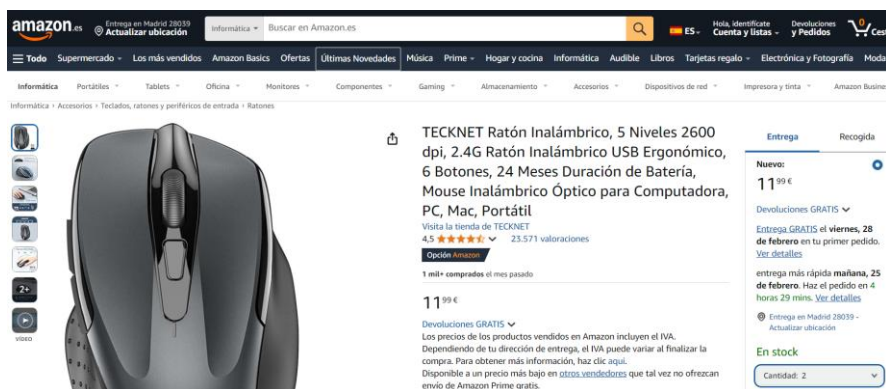 amazon.es
Entrega en Madrid 28039
Actualizar ubicación
Informática
Buscar en Amazon.es
ES
Hola, identifícate
Cuenta y listas
Devoluciones
y Pedidos
0
Cest
Todo Supermercado Los más vendidos Amazon Basics Ofertas Últimas Novedades Música Prime Hogar y cocina Informática Audible Libros Tarjetas regalo Electrónica y Fotografía Moda
Informática Portátiles Tablets Oficina Monitores Componentes Gaming Almacenamiento Accesorios Dispositivos de red Impresora y tinta Amazon Busine
Informática › Accesorios › Teclados, ratones y periféricos de entrada › Ratones
2+
VÍDEO
TECKNET Ratón Inalámbrico, 5 Niveles 2600
dpi, 2.4G Ratón Inalámbrico USB Ergonómico,
6 Botones, 24 Meses Duración de Batería,
Mouse Inalámbrico Óptico para Computadora,
PC, Mac, Portátil
Visita la tienda de TECKNET
4,5 23.571 valoraciones
Opción Amazon
1 mil+ comprados el mes pasado
1199 €
Devoluciones GRATIS
Los precios de los productos vendidos en Amazon incluyen el IVA.
Dependiendo de tu dirección de entrega, el IVA puede variar al finalizar la
compra. Para obtener más información, haz clic aquí.
Disponible a un precio más bajo en otros vendedores que tal vez no ofrezcan
envío de Amazon Prime gratis.
Entrega Recogida
Nuevo:
1199 €
Devoluciones GRATIS
Entrega GRATIS el viernes, 28
de febrero en tu primer pedido.
Ver detalles
entrega más rápida mañana, 25
de febrero. Haz el pedido en 4
horas 29 mins. Ver detalles
Entrega en Madrid 28039 -
Actualizar ubicación
En stock
Cantidad: 2